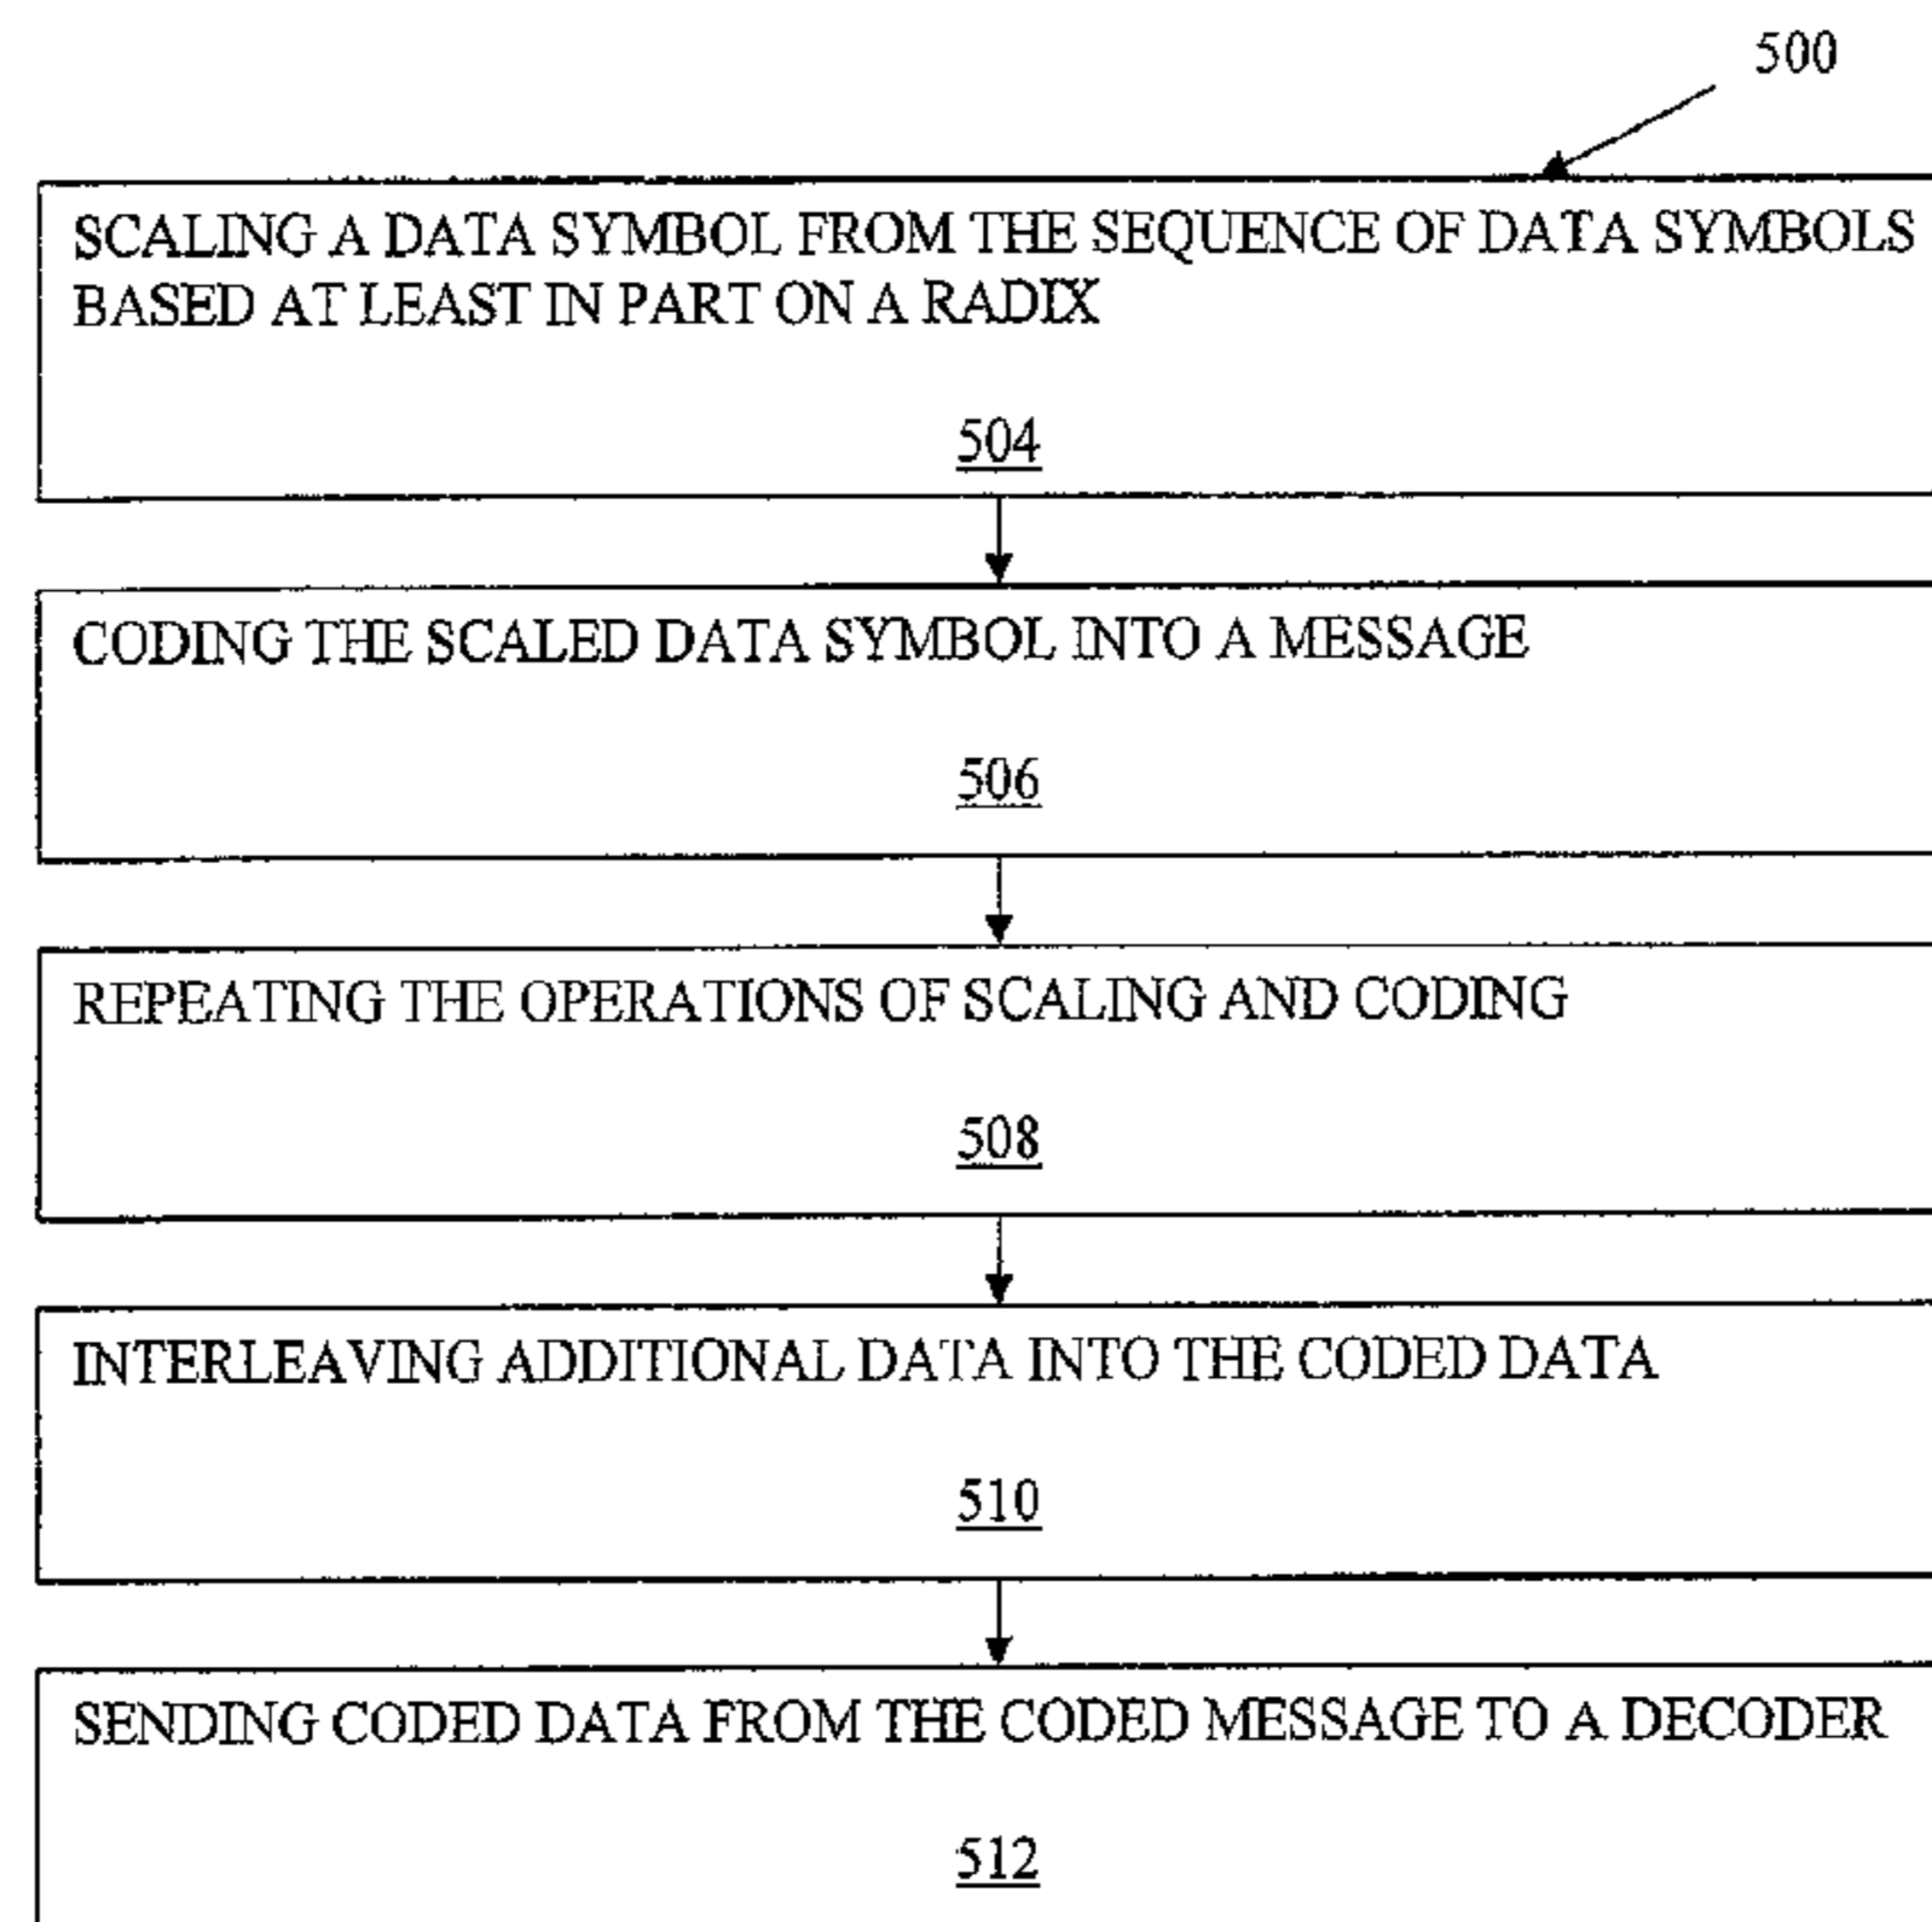 500
SCALING A DATA SYMBOL FROM THE SEQUENCE OF DATA SYMBOLS
BASED AT LEAST IN PART ON A RADIX
504
CODING THE SCALED DATA SYMBOL INTO A MESSAGE
506
REPEATING THE OPERATIONS OF SCALING AND CODING
508
INTERLEAVING ADDITIONAL DATA INTO THE CODED DATA
510
SENDING CODED DATA FROM THE CODED MESSAGE TO A DECODER
512